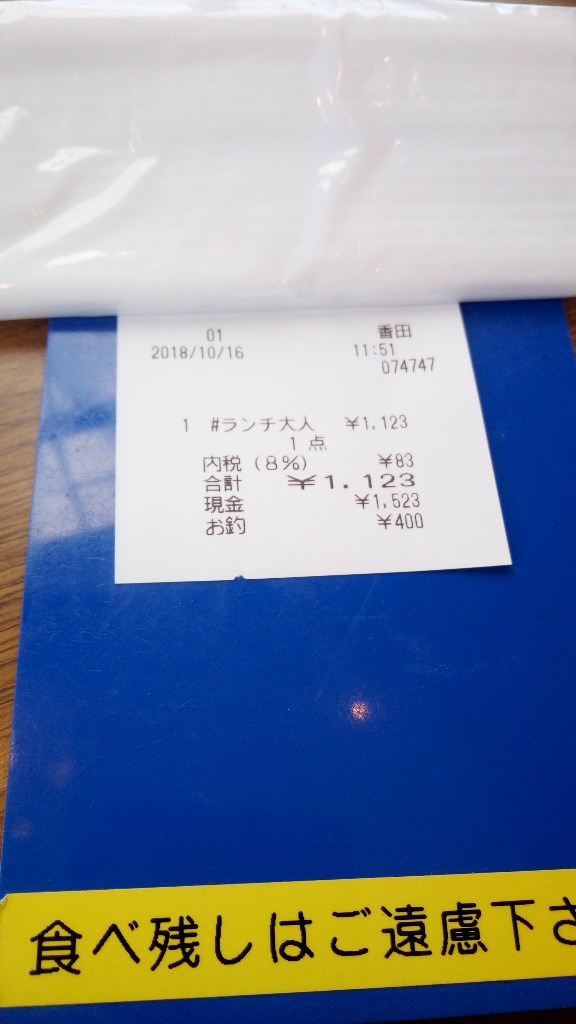 01 香田
2018/10/16 11:51
074747
1 #ランチ大人 ¥1,123
1点
内税(8%) ¥83
合計 ¥1,123
現金 ¥1,523
お釣 ¥400
食べ残しはご遠慮下さ